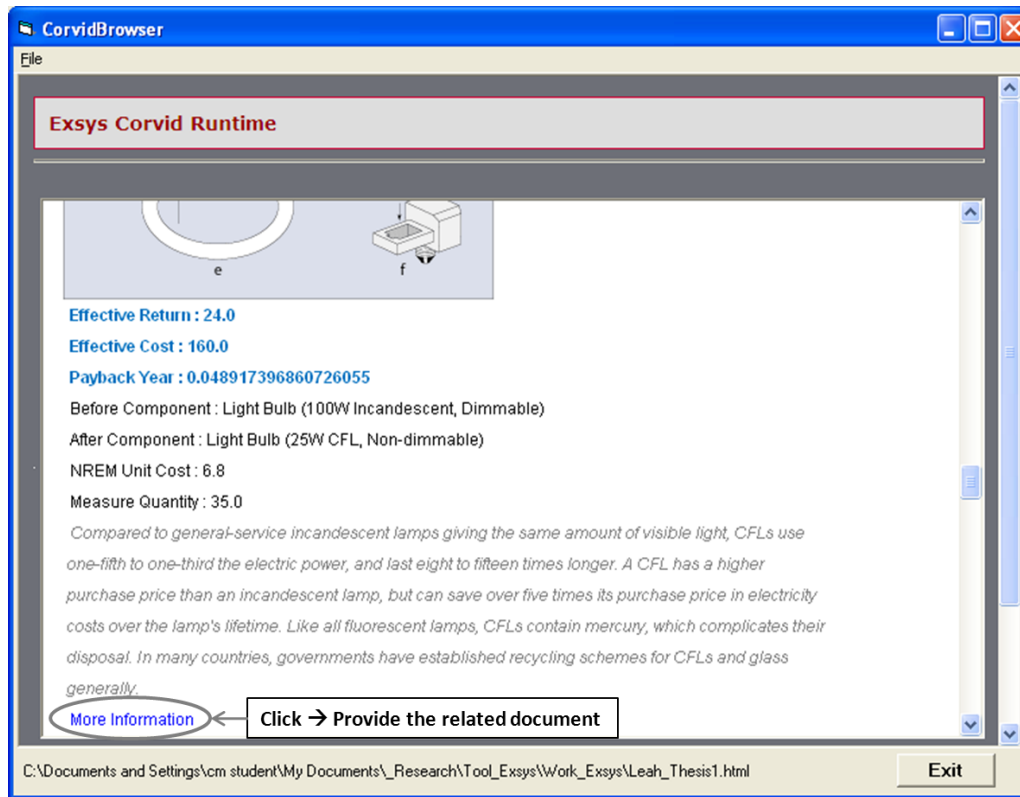 CorvidBrowser
File
Exsys Corvid Runtime
e
f
Effective Return : 24.0
Effective Cost : 160.0
Payback Year : 0.048917396860726055
Before Component : Light Bulb (100W Incandescent, Dimmable)
After Component : Light Bulb (25W CFL, Non-dimmable)
NREM Unit Cost : 6.8
Measure Quantity : 35.0
Compared to general-service incandescent lamps giving the same amount of visible light, CFLs use
one-fifth to one-third the electric power, and last eight to fifteen times longer. A CFL has a higher
purchase price than an incandescent lamp, but can save over five times its purchase price in electricity
costs over the lamp's lifetime. Like all fluorescent lamps, CFLs contain mercury, which complicates their
disposal. In many countries, governments have established recycling schemes for CFLs and glass
generally.
More Information
Click → Provide the related document
C:\Documents and Settings\cm student\My Documents\_Research\Tool_Exsys\Work_Exsys\Leah_Thesis1.html
Exit